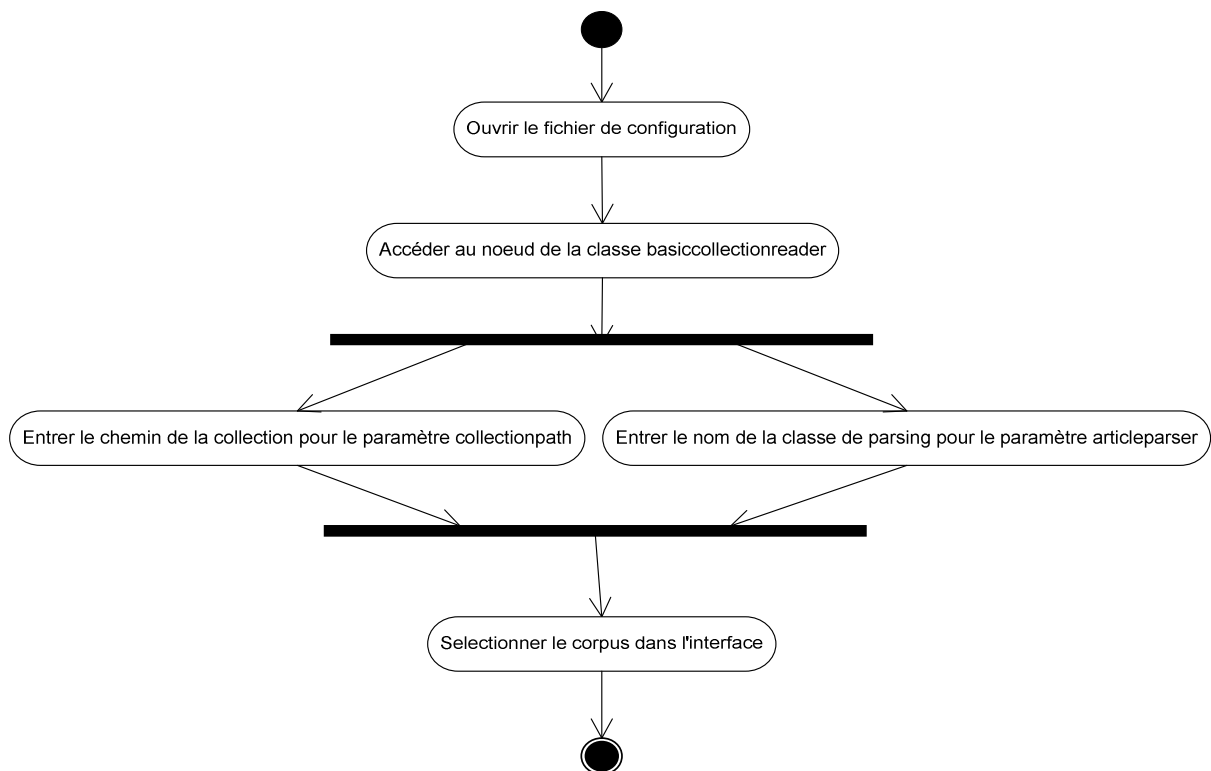 Ouvrir le fichier de configuration
Accéder au noeud de la classe basiccollectionreader
Entrer le chemin de la collection pour le paramètre collectionpath
Entrer le nom de la classe de parsing pour le paramètre articleparser
Selectionner le corpus dans l'interface